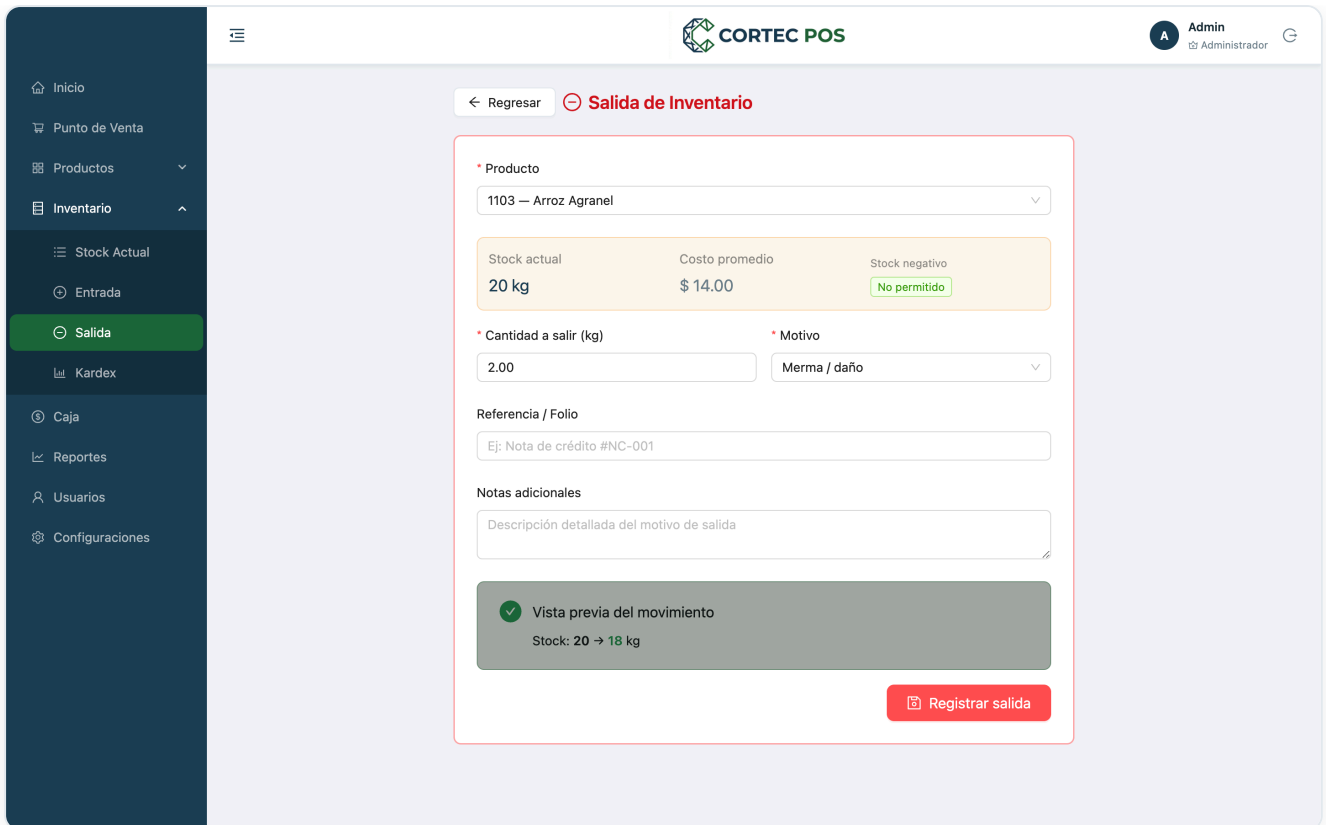 CORTEC POS
A
Admin
Administrador
Inicio
Punto de Venta
Productos
Inventario
Stock Actual
Entrada
Salida
Kardex
Caja
Reportes
Usuarios
Configuraciones
Regresar
Salida de Inventario
* Producto
1103 — Arroz Agranel
Stock actual
20 kg
Costo promedio
$ 14.00
Stock negativo
No permitido
* Cantidad a salir (kg)
2.00
* Motivo
Merma / daño
Referencia / Folio
Ej: Nota de crédito #NC-001
Notas adicionales
Descripción detallada del motivo de salida
Vista previa del movimiento
Stock: 20 → 18 kg
Registrar salida